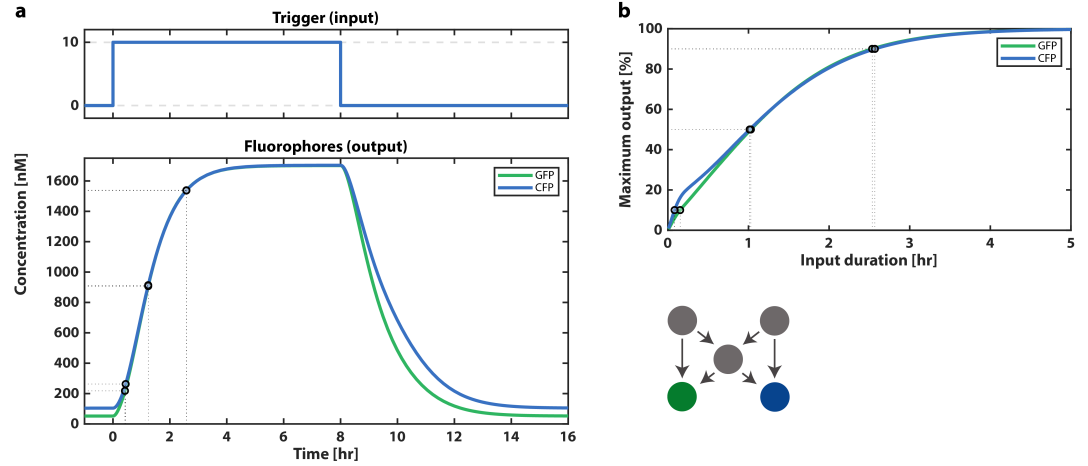 a
Trigger (input)
10
0
Fluorophores (output)
Concentration [nM]
1600
1400
1200
1000
800
600
400
200
0
GFP
CFP
0 2 4 6 8 10 12 14 16
Time [hr]
b
Maximum output [%]
100
80
60
40
20
0
GFP
CFP
0 1 2 3 4 5
Input duration [hr]